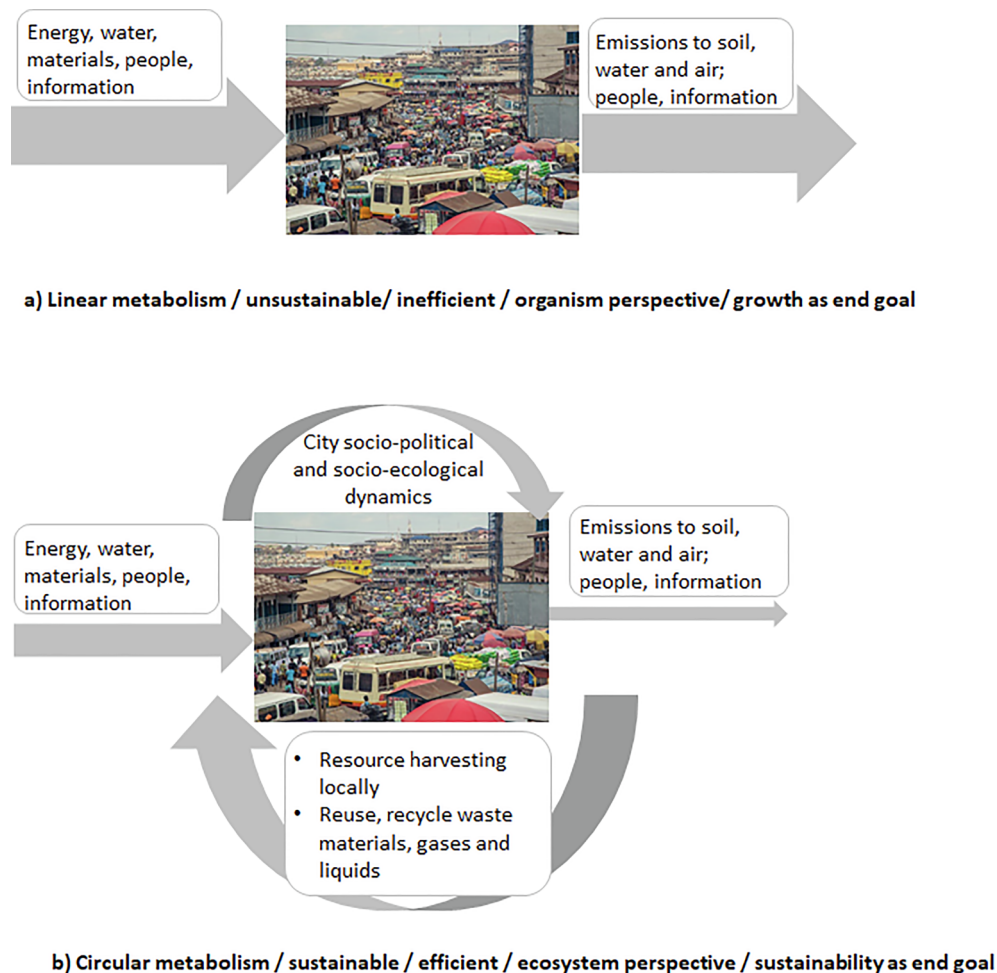 Energy, water,
materials, people,
information
Emissions to soil,
water and air;
people, information
a) Linear metabolism / unsustainable/ inefficient / organism perspective/ growth as end goal
City socio-political
and socio-ecological
dynamics
Energy, water,
materials, people,
information
Emissions to soil,
water and air;
people, information
• Resource harvesting
locally
• Reuse, recycle waste
materials, gases and
liquids
b) Circular metabolism / sustainable / efficient / ecosystem perspective / sustainability as end goal